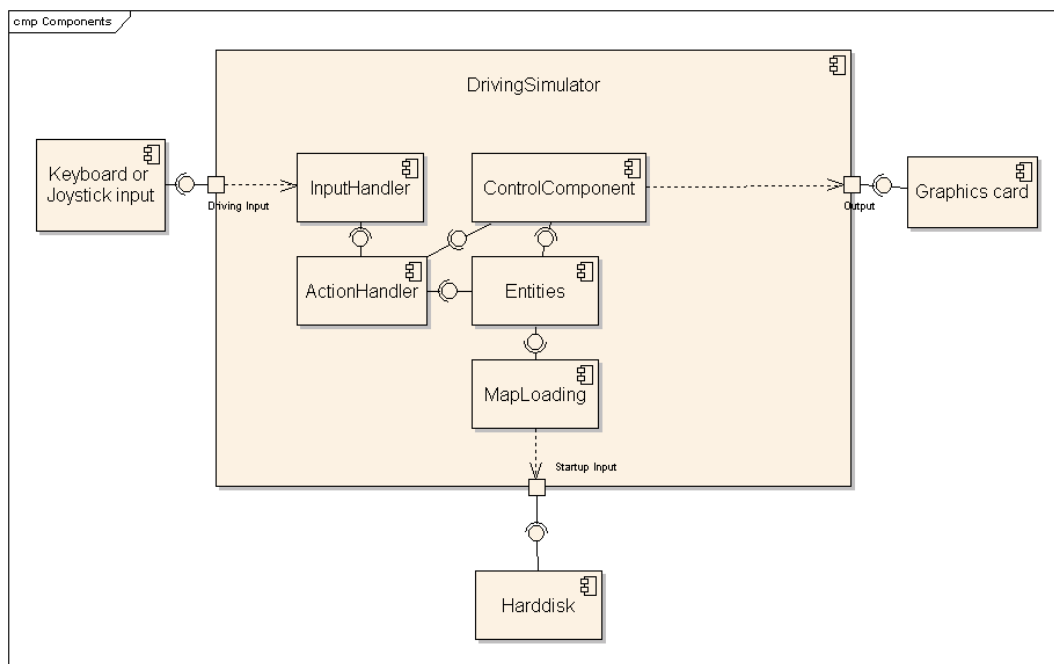 cmp Components
DrivingSimulator
Keyboard or
Joystick input
Driving Input
InputHandler
ControlComponent
Output
Graphics card
ActionHandler
Entities
MapLoading
Startup Input
Harddisk